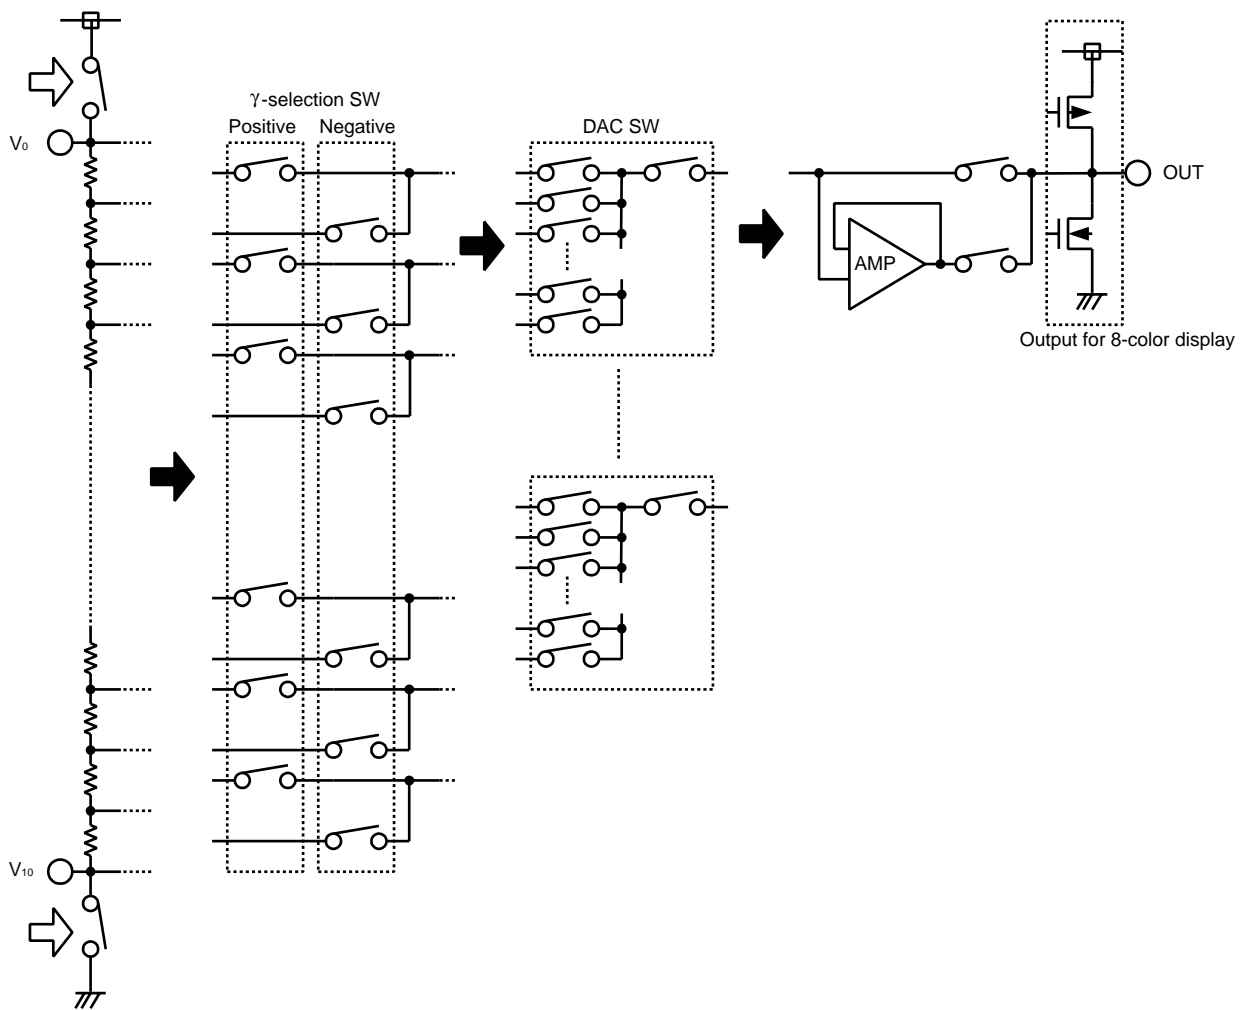 γ-selection SW
Positive Negative
DAC SW
V₀
OUT
AMP
Output for 8-color display
V₁₀